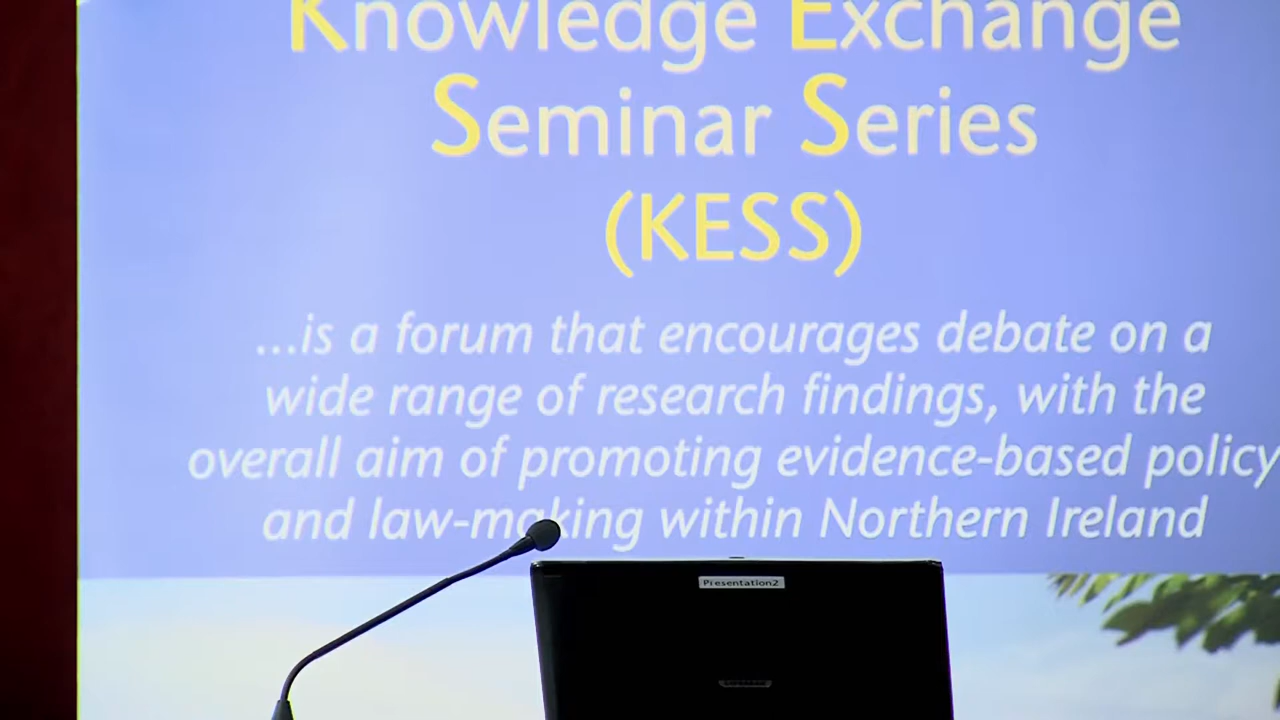 Knowledge Exchange
Seminar Series
(KESS)
...is a forum that encourages debate on a
wide range of research findings, with the
overall aim of promoting evidence-based policy
and law-making within Northern Ireland
Presentation2